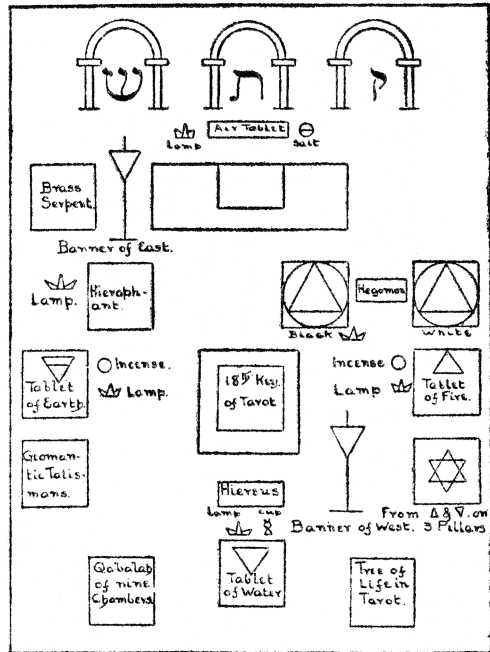 ש ת ק
Air Tablet
Lamp
Salt
Brass
Serpent.
Banner of East.
Lamp.
Hieroph-
ant.
Hegemon
Black
White
Tablet
of Earth.
Incense.
Lamp.
18th Key.
of Tarot
Incense
Lamp
Tablet
of Fire.
Geoman-
tic Talis-
mans.
Hiereus
Lamp cup
Banner of West.
From △ & ▽. on
3 Pillars
Qabalah
of nine
Chambers
Tablet
of Water
Tree of
Life in
Tarot.